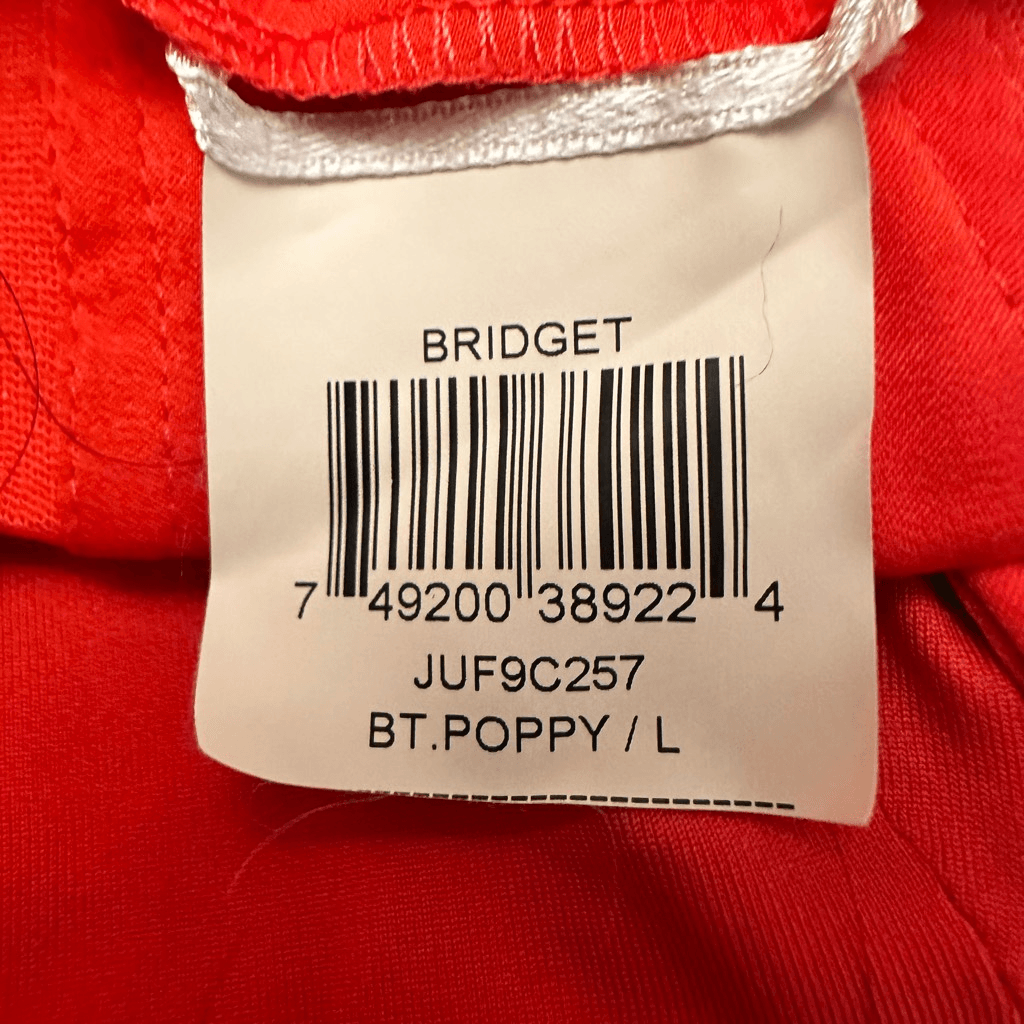 BRIDGET
7 49200 38922 4
JUF9C257
BT.POPPY / L